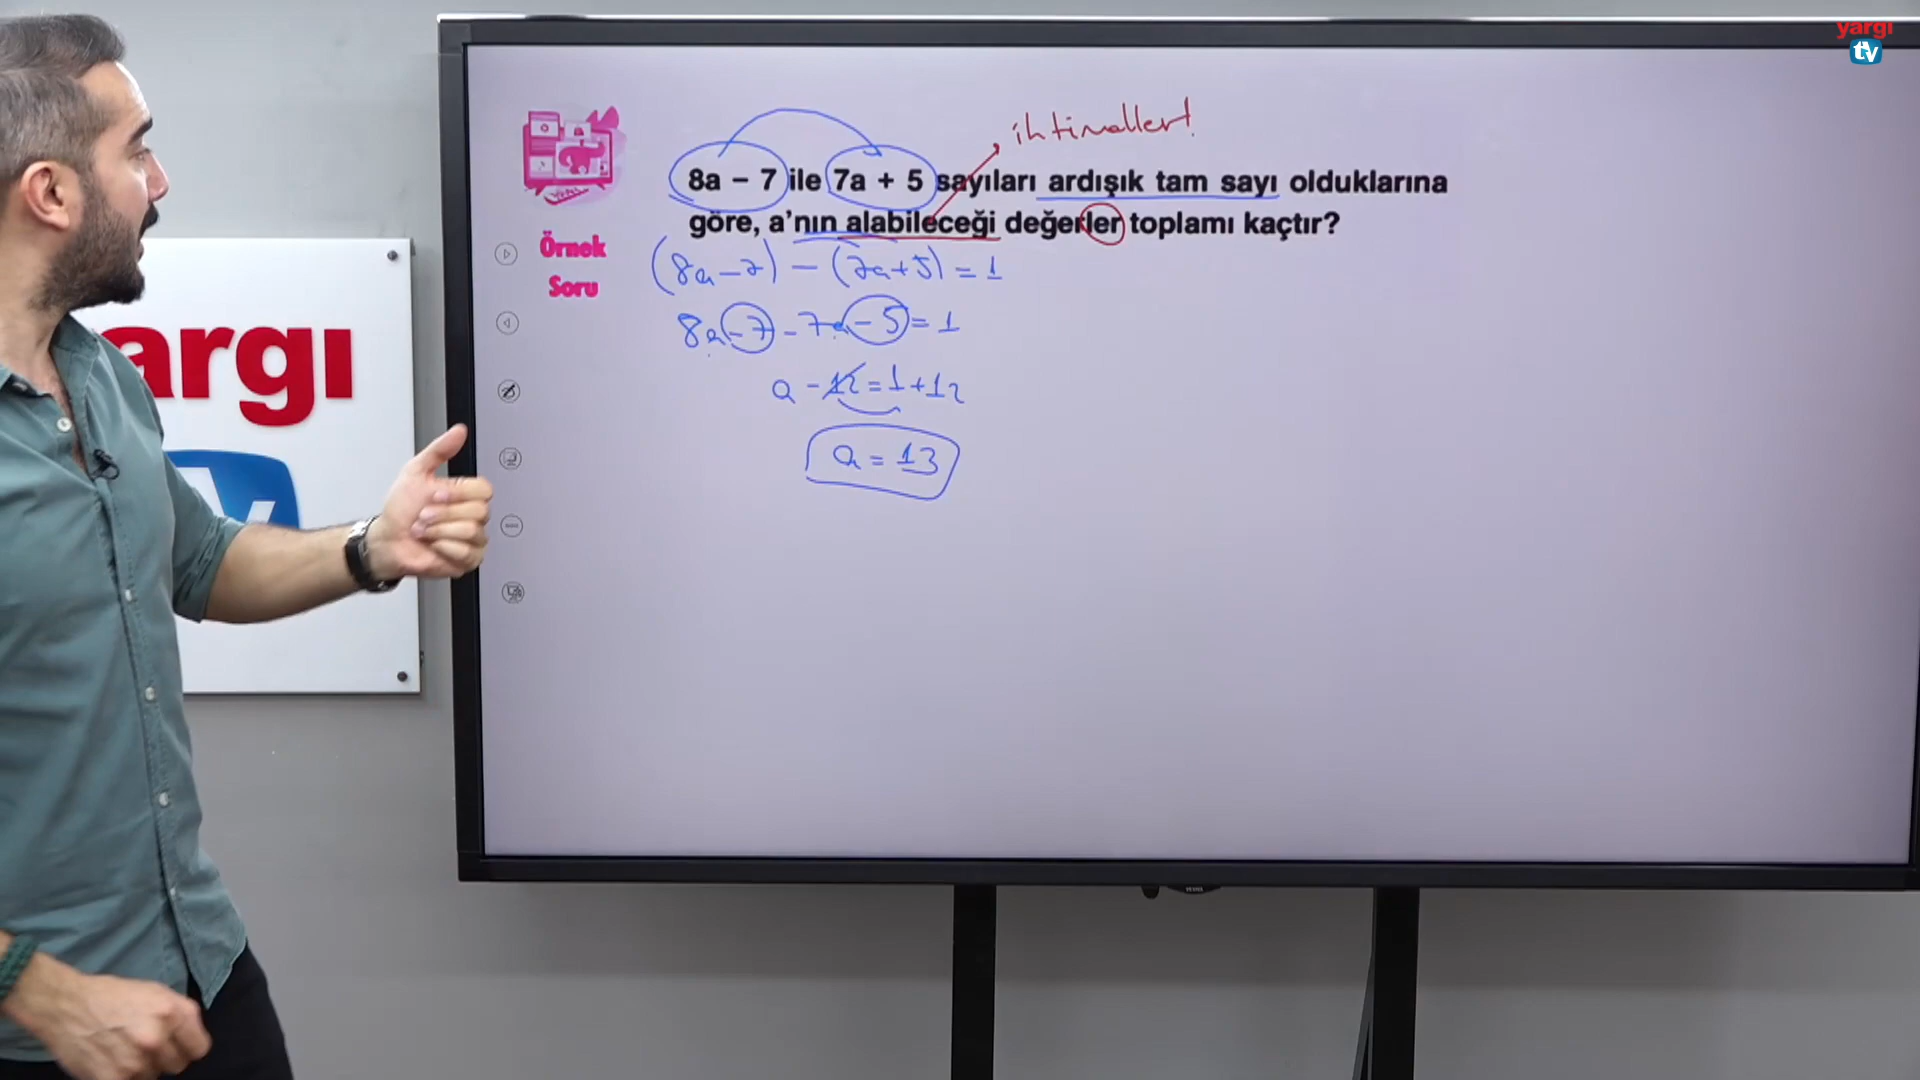 yargı
tv
ihtimaller!
8a – 7 ile 7a + 5 sayıları ardışık tam sayı olduklarına
göre, a’nın alabileceği değerler toplamı kaçtır?
Örnek
Soru
(8a-7) - (7a+5) = 1
8a-7-7a-5=1
a-12=1+12
a = 13
argı